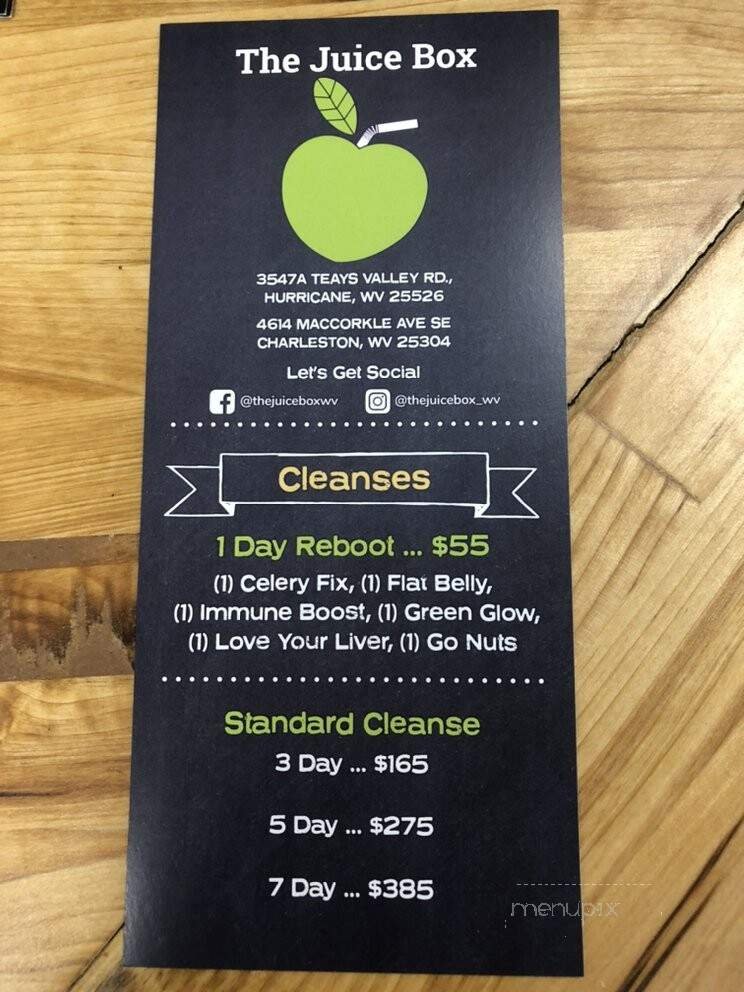 The Juice Box
3547A TEAYS VALLEY RD.,
HURRICANE, WV 25526
4614 MACCORKLE AVE SE
CHARLESTON, WV 25304
Let's Get Social
@thejuiceboxwv @thejuicebox_wv
Cleanses
1 Day Reboot ... $55
(1) Celery Fix, (1) Flat Belly,
(1) Immune Boost, (1) Green Glow,
(1) Love Your Liver, (1) Go Nuts
Standard Cleanse
3 Day ... $165
5 Day ... $275
7 Day ... $385
menupix